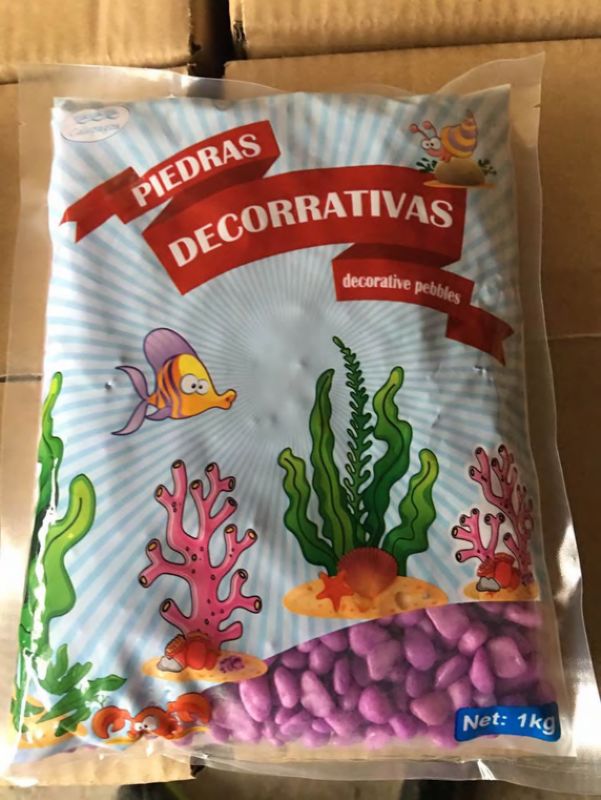 PIEDRAS
DECORRATIVAS
decorative pebbles
Net: 1kg